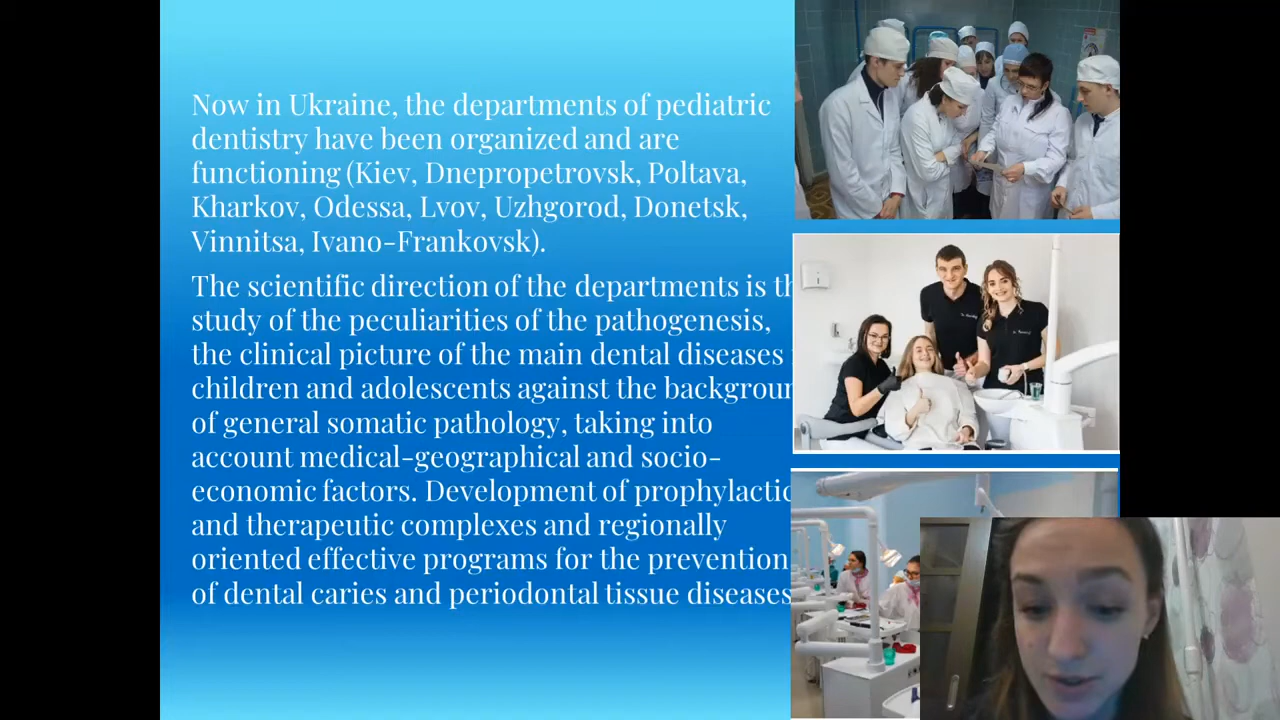 Now in Ukraine, the departments of pediatric
dentistry have been organized and are
functioning (Kiev, Dnepropetrovsk, Poltava,
Kharkov, Odessa, Lvov, Uzhgorod, Donetsk,
Vinnitsa, Ivano-Frankovsk).
The scientific direction of the departments is
study of the peculiarities of the pathogenesis,
the clinical picture of the main dental diseases
children and adolescents against the
of general somatic pathology, taking into
account medical-geographical and socio-
economic factors. Development of
and therapeutic complexes and regionally
oriented effective programs for the prevention
of dental caries and periodontal tissue diseases